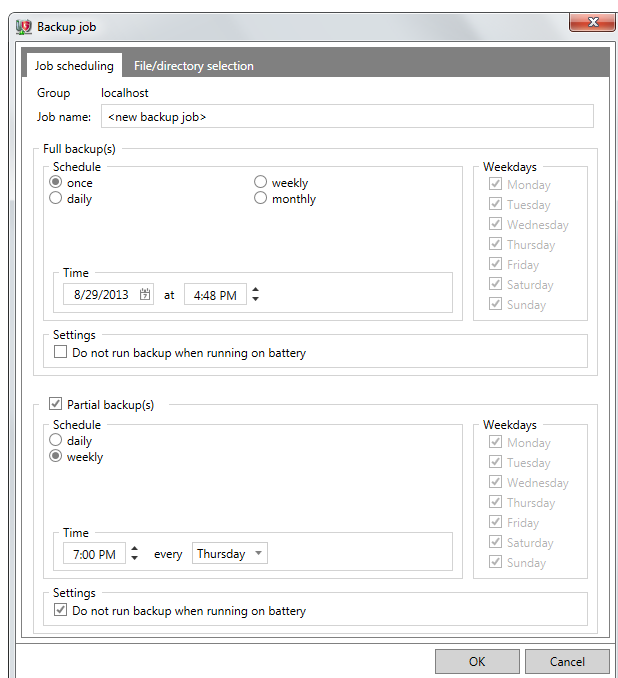 Backup job
Job scheduling File/directory selection
Group localhost
Job name: <new backup job>
Full backup(s)
Schedule
once weekly
daily monthly
Time
8/29/2013 at 4:48 PM
Weekdays
Monday
Tuesday
Wednesday
Thursday
Friday
Saturday
Sunday
Settings
Do not run backup when running on battery
Partial backup(s)
Schedule
daily
weekly
Time
7:00 PM every Thursday
Weekdays
Monday
Tuesday
Wednesday
Thursday
Friday
Saturday
Sunday
Settings
Do not run backup when running on battery
OK Cancel